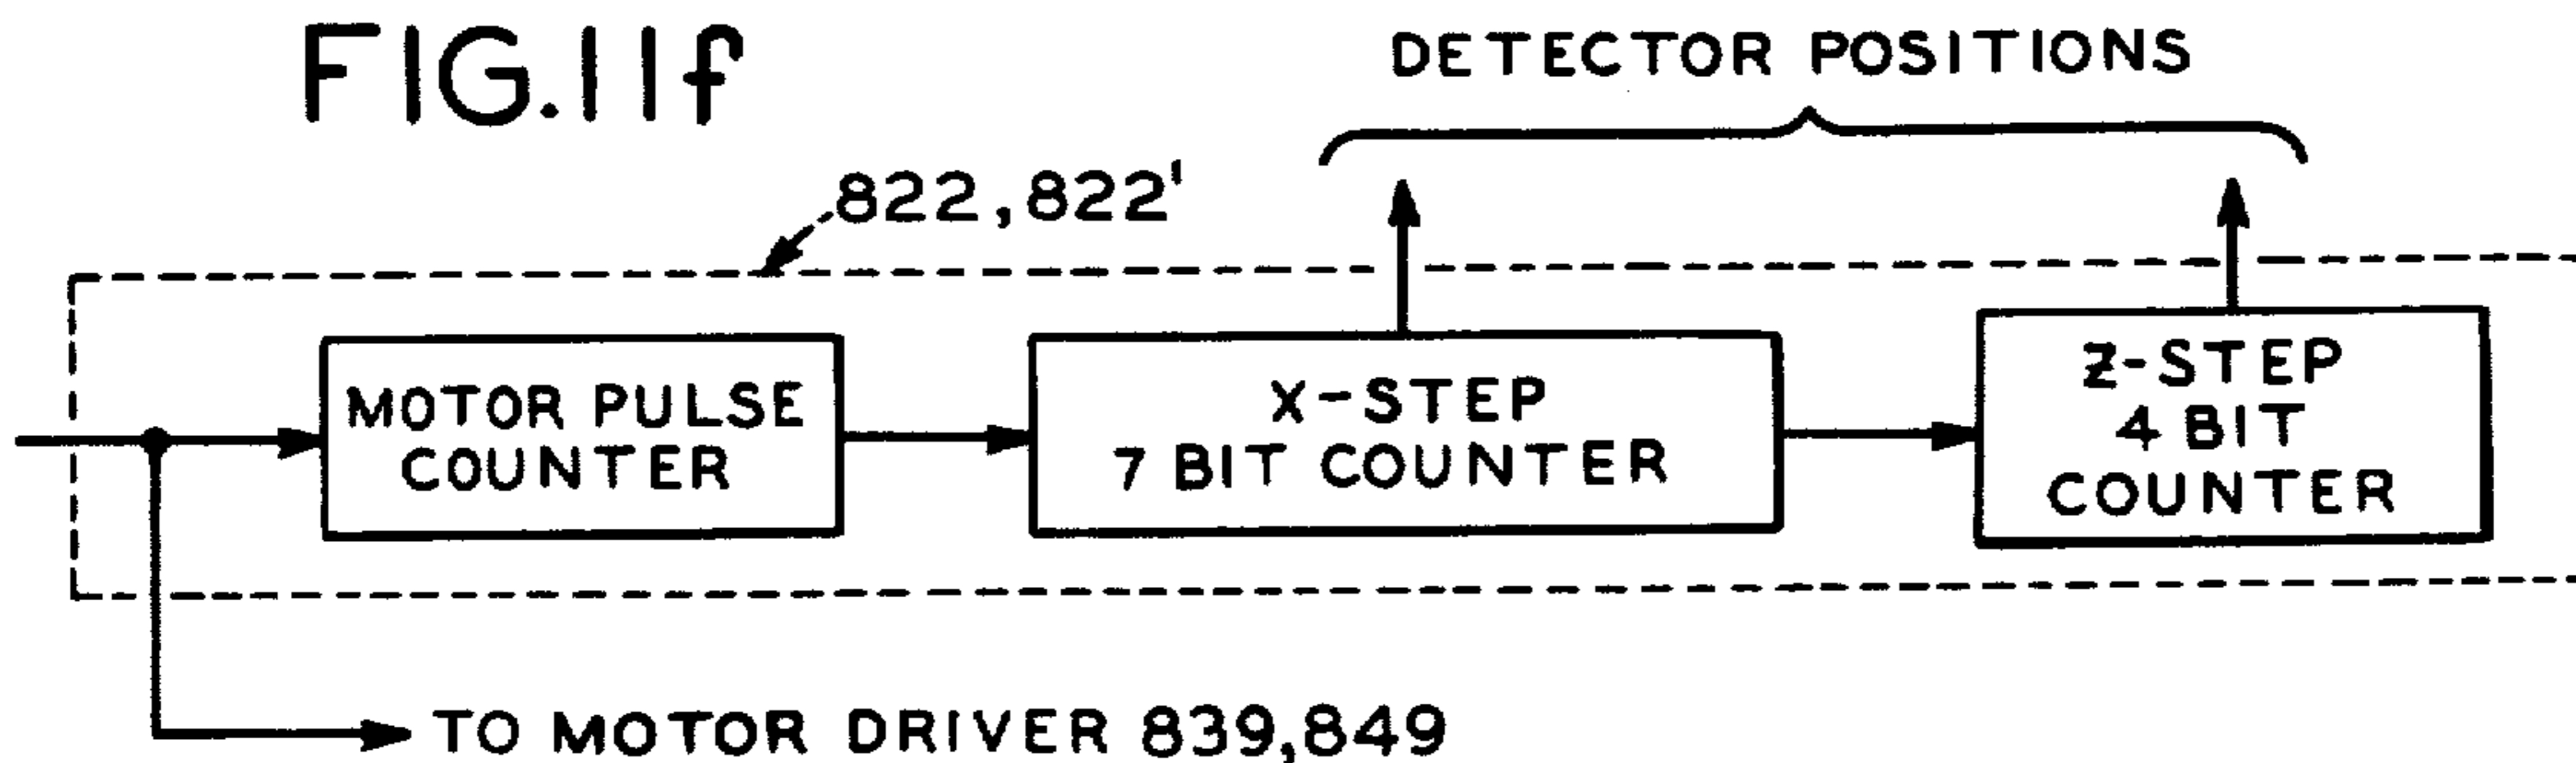 FIG. 11f
DETECTOR POSITIONS
822,822'
MOTOR PULSE
COUNTER
X-STEP
7 BIT COUNTER
Z-STEP
4 BIT
COUNTER
TO MOTOR DRIVER 839,849